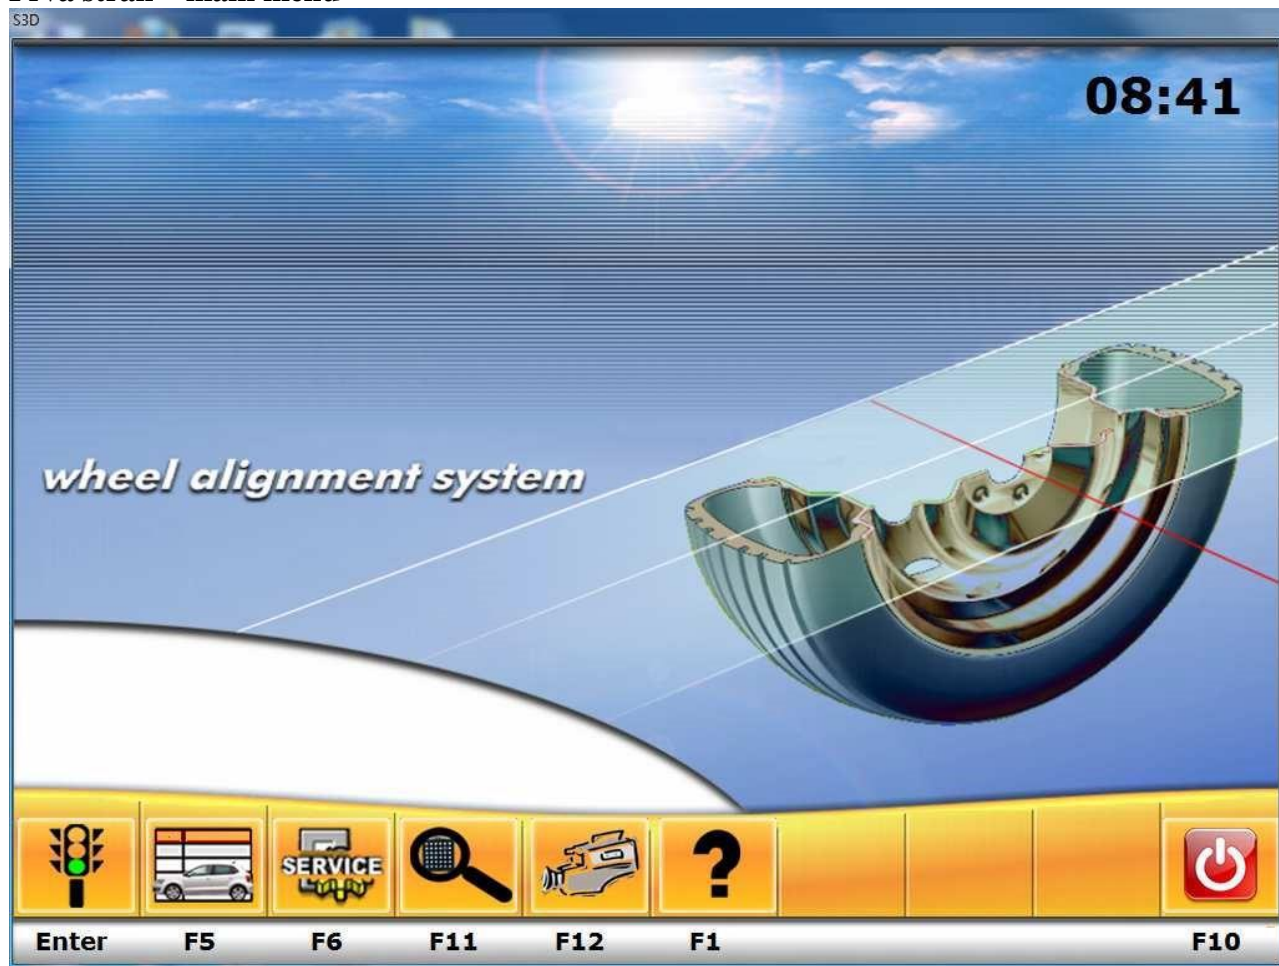 S3D
08:41
wheel alignment system
SERVICE
?
Enter F5 F6 F11 F12 F1 F10